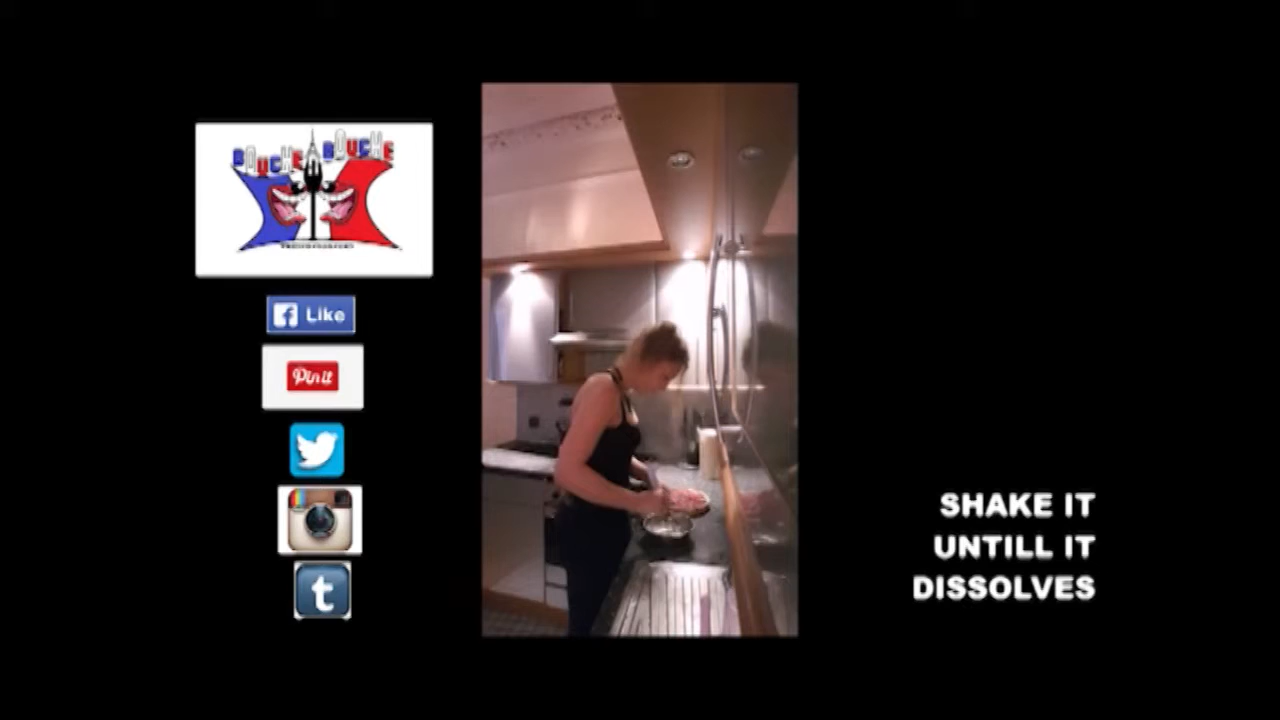 BOUCHE BOUCHE
f Like
Pin it
t
SHAKE IT
UNTILL IT
DISSOLVES